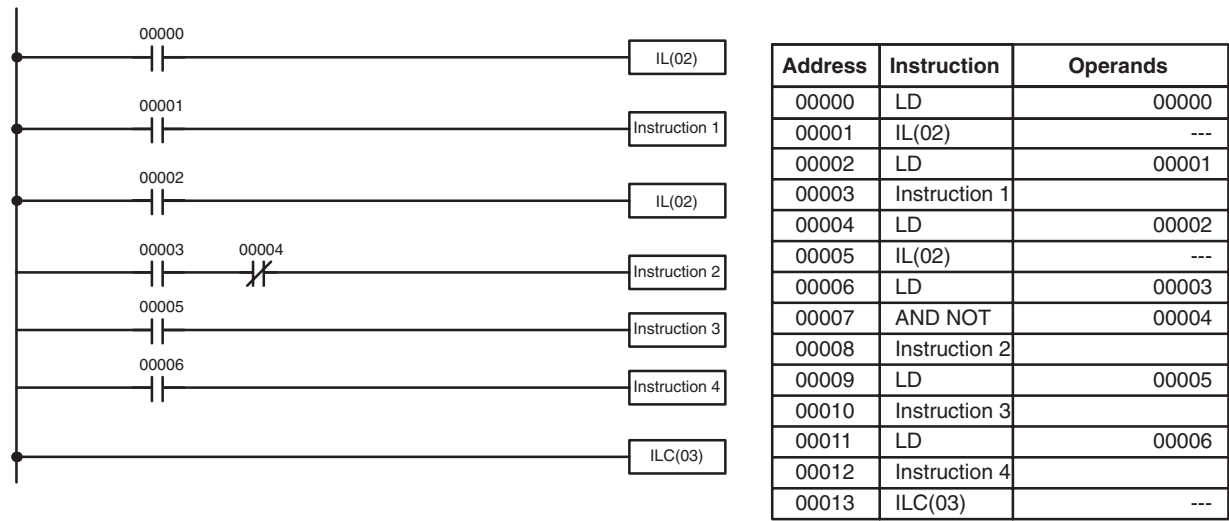 00000
IL(02)
00001
Instruction 1
00002
IL(02)
00003 00004
Instruction 2
00005
Instruction 3
00006
Instruction 4
ILC(03)
Address Instruction Operands
00000 LD 00000
00001 IL(02) ---
00002 LD 00001
00003 Instruction 1
00004 LD 00002
00005 IL(02) ---
00006 LD 00003
00007 AND NOT 00004
00008 Instruction 2
00009 LD 00005
00010 Instruction 3
00011 LD 00006
00012 Instruction 4
00013 ILC(03) ---